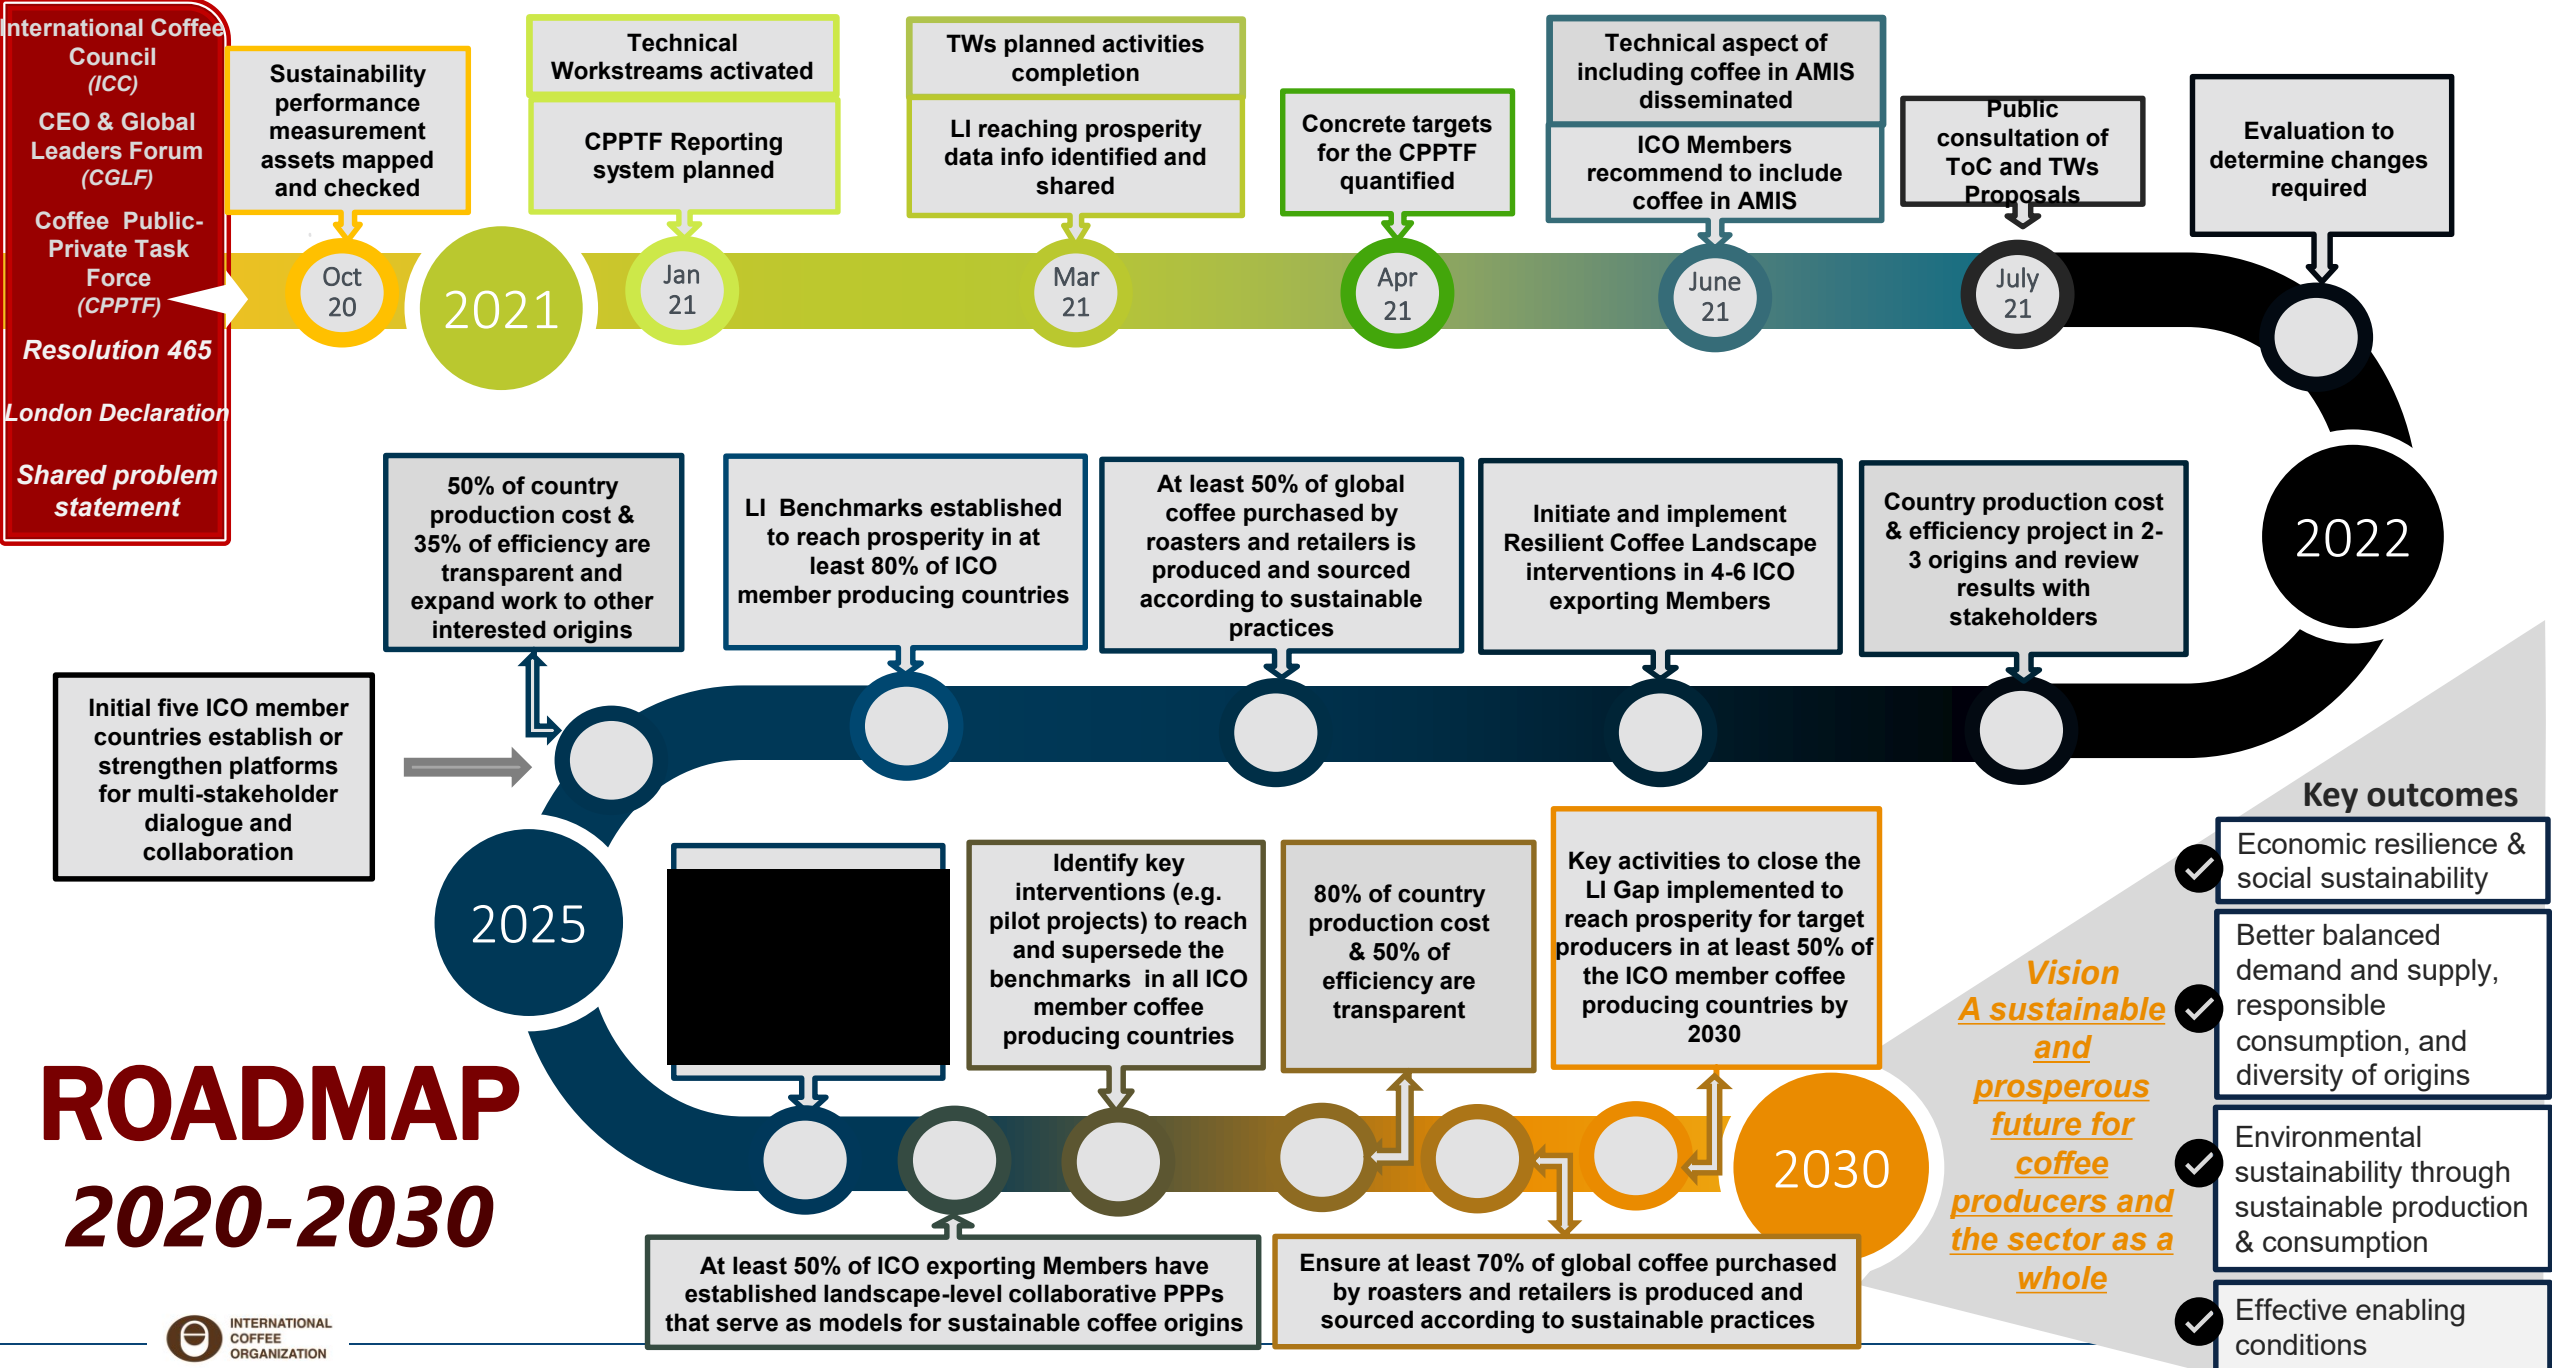 International Coffee
Council
(ICC)
CEO & Global
Leaders Forum
(CGLF)
Coffee Public-
Private Task
Force
(CPPTF)
Resolution 465
London Declaration
Shared problem
statement
Sustainability
performance
measurement
assets mapped
and checked
Technical
Workstreams activated
CPPTF Reporting
system planned
TWs planned activities
completion
LI reaching prosperity
data info identified and
shared
Concrete targets
for the CPPTF
quantified
Technical aspect of
including coffee in AMIS
disseminated
ICO Members
recommend to include
coffee in AMIS
Public
consultation of
ToC and TWs
Proposals
Evaluation to
determine changes
required
Oct
20
2021
Jan
21
Mar
21
Apr
21
June
21
July
21
2022
50% of country
production cost &
35% of efficiency are
transparent and
expand work to other
interested origins
LI Benchmarks established
to reach prosperity in at
least 80% of ICO
member producing countries
At least 50% of global
coffee purchased by
roasters and retailers is
produced and sourced
according to sustainable
practices
Initiate and implement
Resilient Coffee Landscape
interventions in 4-6 ICO
exporting Members
Country production cost
& efficiency project in 2-
3 origins and review
results with
stakeholders
Initial five ICO member
countries establish or
strengthen platforms
for multi-stakeholder
dialogue and
collaboration
2025
Identify key
interventions (e.g.
pilot projects) to reach
and supersede the
benchmarks in all ICO
member coffee
producing countries
80% of country
production cost
& 50% of
efficiency are
transparent
Key activities to close the
LI Gap implemented to
reach prosperity for target
producers in at least 50% of
the ICO member coffee
producing countries by
2030
2030
At least 50% of ICO exporting Members have
established landscape-level collaborative PPPs
that serve as models for sustainable coffee origins
Ensure at least 70% of global coffee purchased
by roasters and retailers is produced and
sourced according to sustainable practices
Vision
A sustainable
and
prosperous
future for
coffee
producers and
the sector as a
whole
Key outcomes
Economic resilience &
social sustainability
Better balanced
demand and supply,
responsible
consumption, and
diversity of origins
Environmental
sustainability through
sustainable production
& consumption
Effective enabling
conditions
ROADMAP
2020-2030
INTERNATIONAL
COFFEE
ORGANIZATION